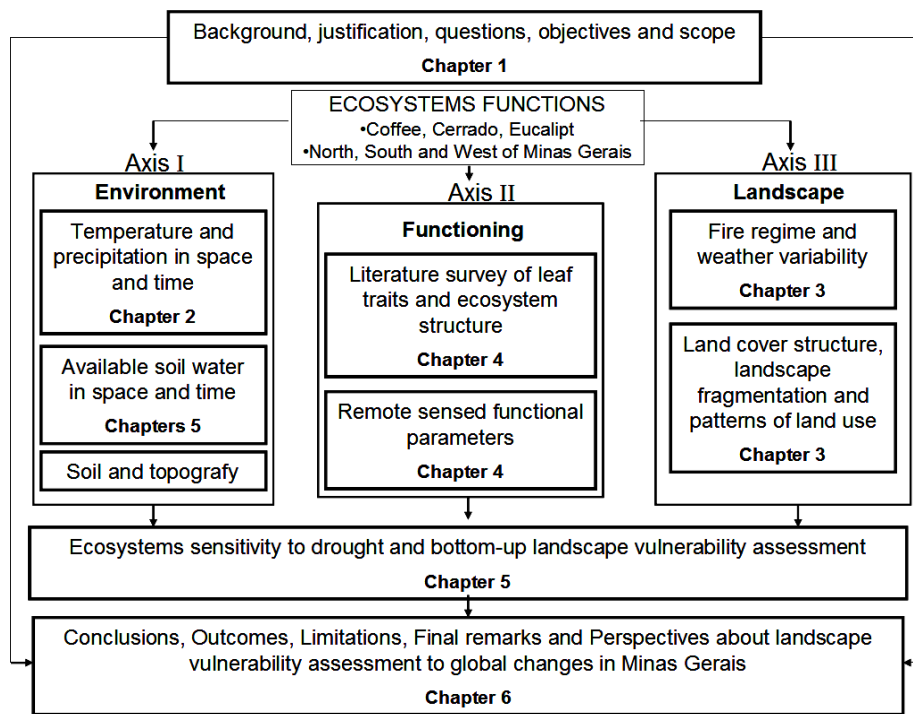 Background, justification, questions, objectives and scope
Chapter 1
ECOSYSTEMS FUNCTIONS
•Coffee, Cerrado, Eucalipt
•North, South and West of Minas Gerais
Axis I
Environment
Temperature and
precipitation in space
and time
Chapter 2
Available soil water
in space and time
Chapters 5
Soil and topografy
Axis II
Functioning
Literature survey of leaf
traits and ecosystem
structure
Chapter 4
Remote sensed functional
parameters
Chapter 4
Axis III
Landscape
Fire regime and
weather variability
Chapter 3
Land cover structure,
landscape
fragmentation and
patterns of land use
Chapter 3
Ecosystems sensitivity to drought and bottom-up landscape vulnerability assessment
Chapter 5
Conclusions, Outcomes, Limitations, Final remarks and Perspectives about landscape
vulnerability assessment to global changes in Minas Gerais
Chapter 6